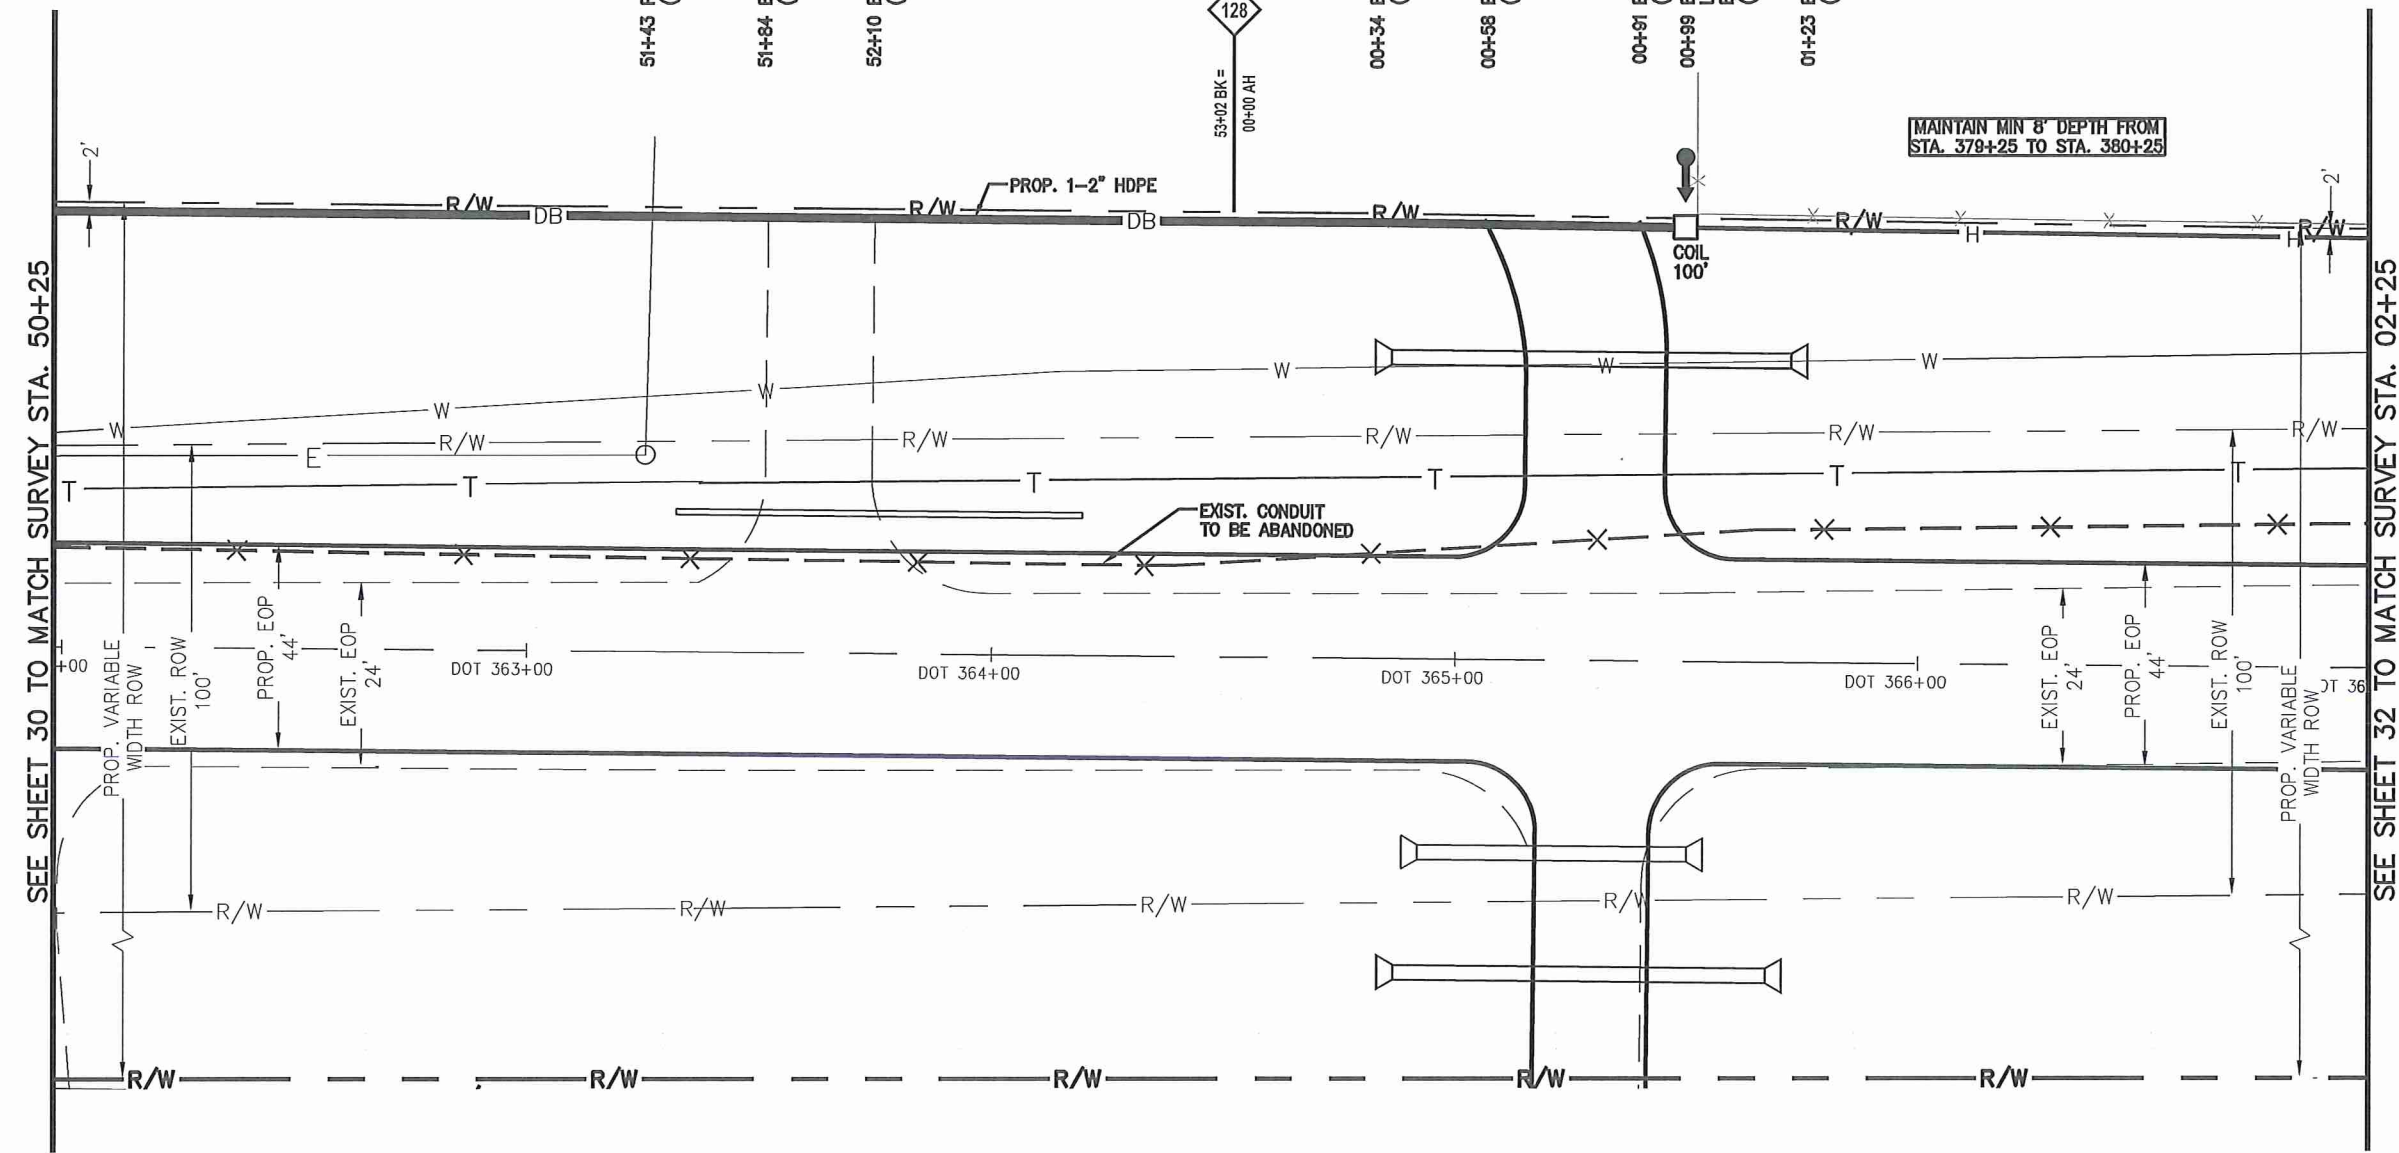 51+43
51+84
52+10
128
00+34
00+58
00+91
00+99
01+23
53+02 BK =
00+00 AH
MAINTAIN MIN 8' DEPTH FROM
STA. 379+25 TO STA. 380+25
2'
2'
PROP. 1-2" HDPE
R/W
R/W
R/W
R/W
R/W
DB
DB
H
H
COIL
100'
SEE SHEET 30 TO MATCH SURVEY STA. 50+25
SEE SHEET 32 TO MATCH SURVEY STA. 02+25
W
W
W
W
W
W
R/W
R/W
R/W
R/W
R/W
E
T
T
T
T
T
T
EXIST. CONDUIT
TO BE ABANDONED
+00
DOT 363+00
DOT 364+00
DOT 365+00
DOT 366+00
OT 36
PROP. VARIABLE
WIDTH ROW
EXIST. ROW
100'
PROP. EOP
44'
EXIST. EOP
24'
EXIST. EOP
24'
PROP. EOP
44'
EXIST. ROW
100'
PROP. VARIABLE
WIDTH ROW
R/W
R/W
R/W
R/W
R/W
R/W
R/W
R/W
R/W
R/W